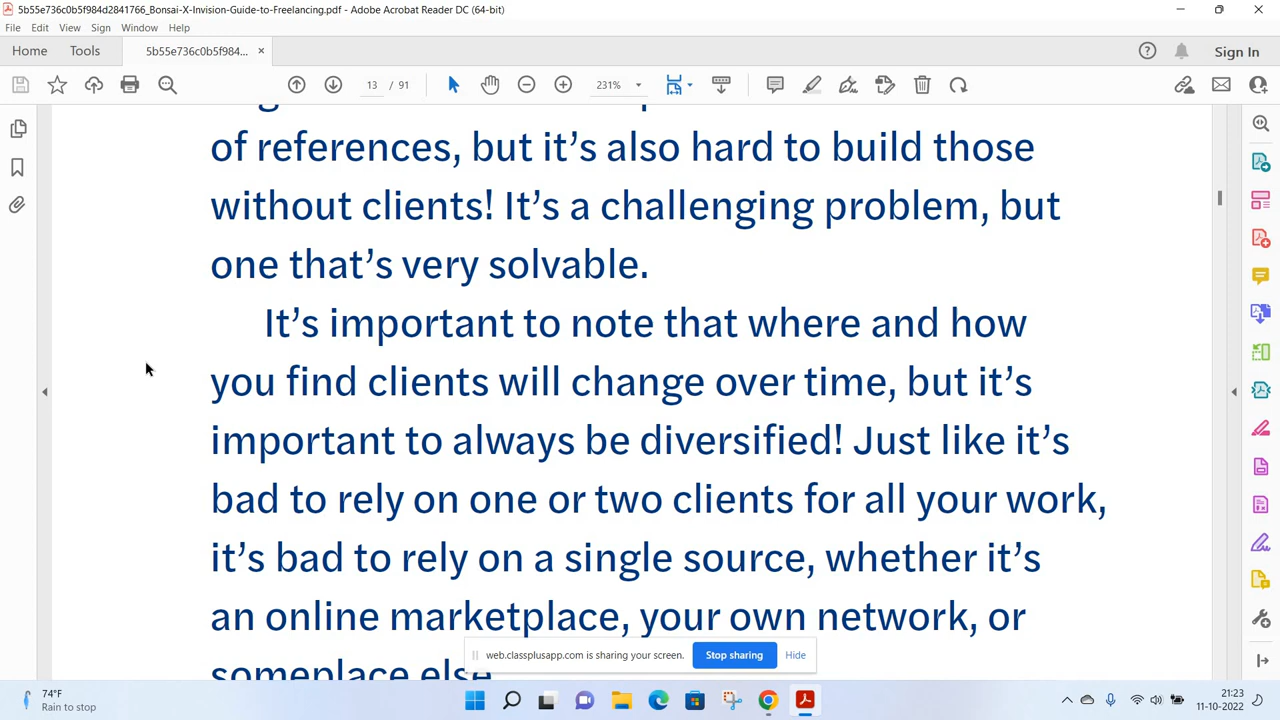 5b55e736c0b5f984d2841766_Bonsai-X-Invision-Guide-to-Freelancing.pdf - Adobe Acrobat Reader DC (64-bit)
File Edit View Sign Window Help
Home Tools 5b55e736c0b5f984... × Sign In
13 / 91 231%
of references, but it’s also hard to build those
without clients! It’s a challenging problem, but
one that’s very solvable.
It’s important to note that where and how
you find clients will change over time, but it’s
important to always be diversified! Just like it’s
bad to rely on one or two clients for all your work,
it’s bad to rely on a single source, whether it’s
an online marketplace, your own network, or
someplace else
web.classplusapp.com is sharing your screen. Stop sharing Hide
74°F
Rain to stop
21:23
11-10-2022